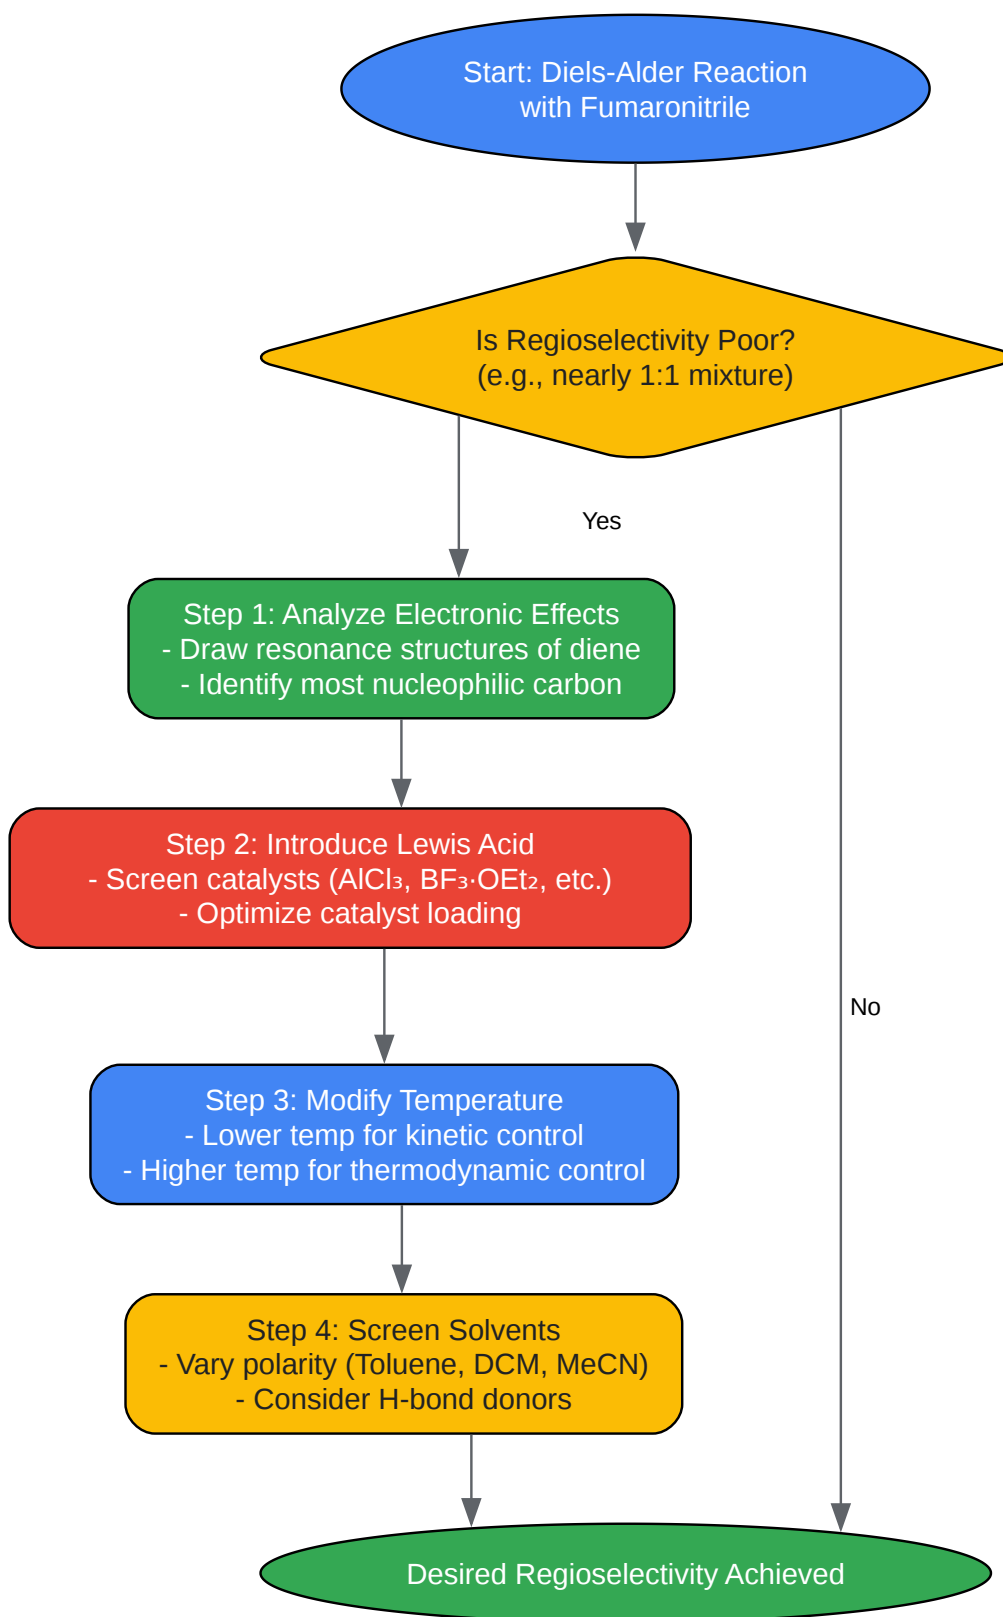 Start: Diels-Alder Reaction
with Fumaronitrile
Is Regioselectivity Poor?
(e.g., nearly 1:1 mixture)
Yes
Step 1: Analyze Electronic Effects
- Draw resonance structures of diene
- Identify most nucleophilic carbon
Step 2: Introduce Lewis Acid
- Screen catalysts (AlCl₃, BF₃·OEt₂, etc.)
- Optimize catalyst loading
No
Step 3: Modify Temperature
- Lower temp for kinetic control
- Higher temp for thermodynamic control
Step 4: Screen Solvents
- Vary polarity (Toluene, DCM, MeCN)
- Consider H-bond donors
Desired Regioselectivity Achieved